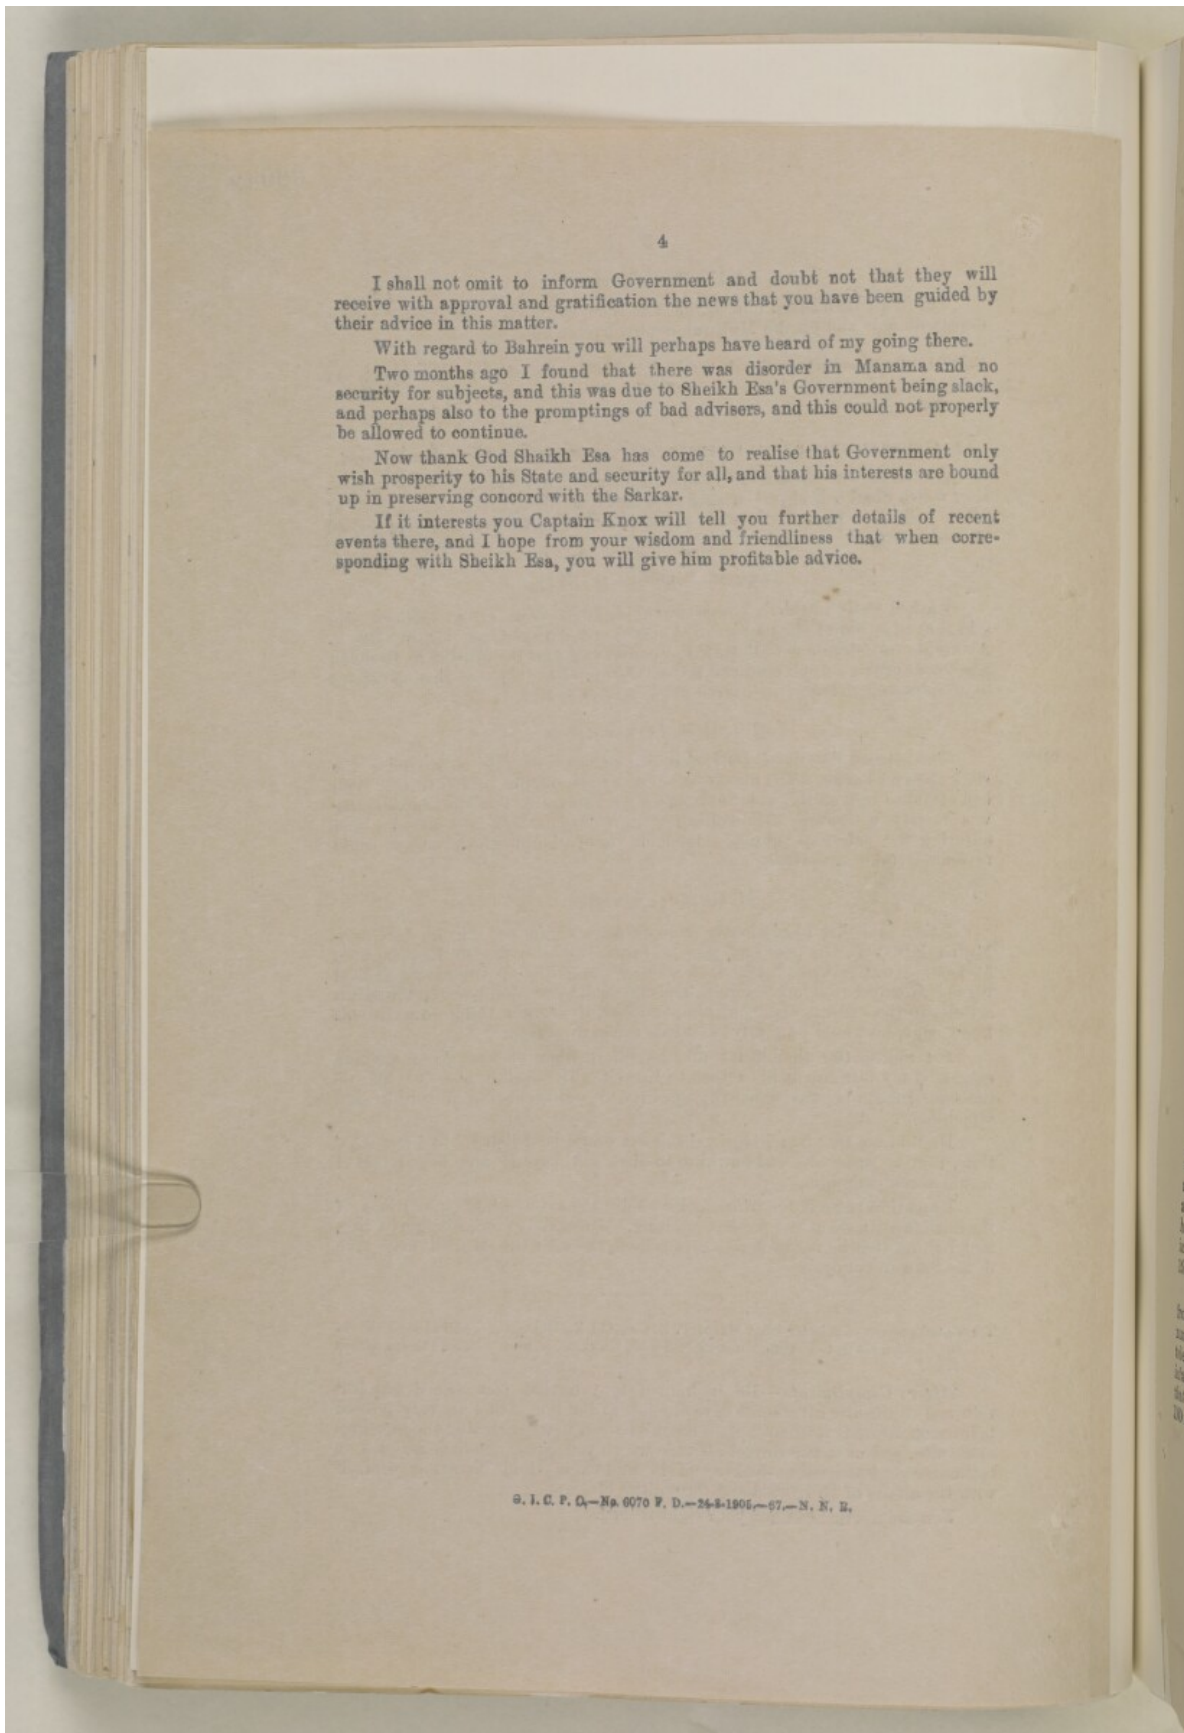 4
I shall not omit to inform Government and doubt not that they will
receive with approval and gratification the news that you have been guided by
their advice in this matter.
With regard to Bahrein you will perhaps have heard of my going there.
Two months ago I found that there was disorder in Manama and no
security for subjects, and this was due to Sheikh Esa's Government being slack,
and perhaps also to the promptings of bad advisers, and this could not properly
be allowed to continue.
Now thank God Shaikh Esa has come to realise that Government only
wish prosperity to his State and security for all, and that his interests are bound
up in preserving concord with the Sarkar.
If it interests you Captain Knox will tell you further details of recent
events there, and I hope from your wisdom and friendliness that when corre-
sponding with Sheikh Esa, you will give him profitable advice.
G. I. C. P. O.—No. 6070 F. D.—24-8-1905.—67.—N. N. B.